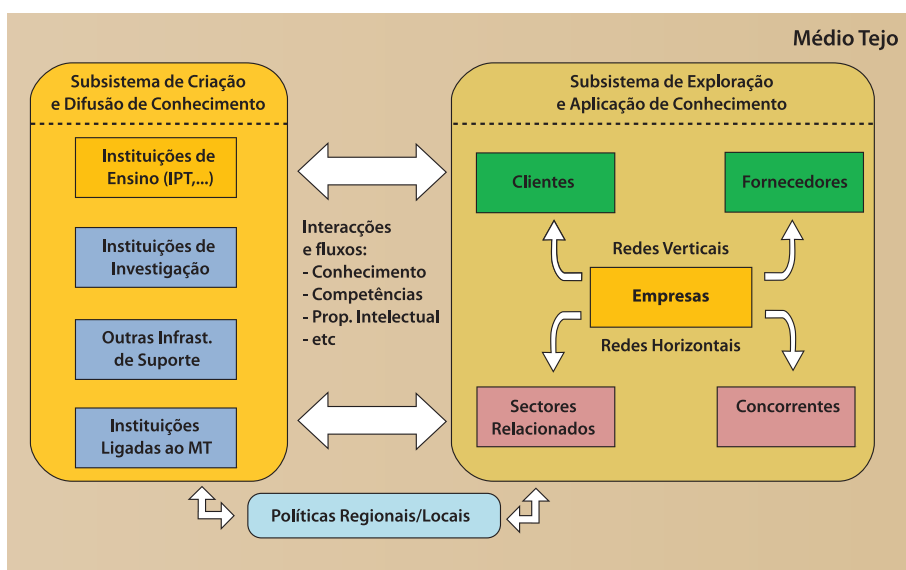 Médio Tejo
Subsistema de Criação
e Difusão de Conhecimento
Instituições de
Ensino (IPT,...)
Instituições de
Investigação
Outras Infrast.
de Suporte
Instituições
Ligadas ao MT
Interacções
e fluxos:
- Conhecimento
- Competências
- Prop. Intelectual
- etc
Subsistema de Exploração
e Aplicação de Conhecimento
Clientes
Fornecedores
Redes Verticais
Empresas
Redes Horizontais
Sectores
Relacionados
Concorrentes
Políticas Regionais/Locais